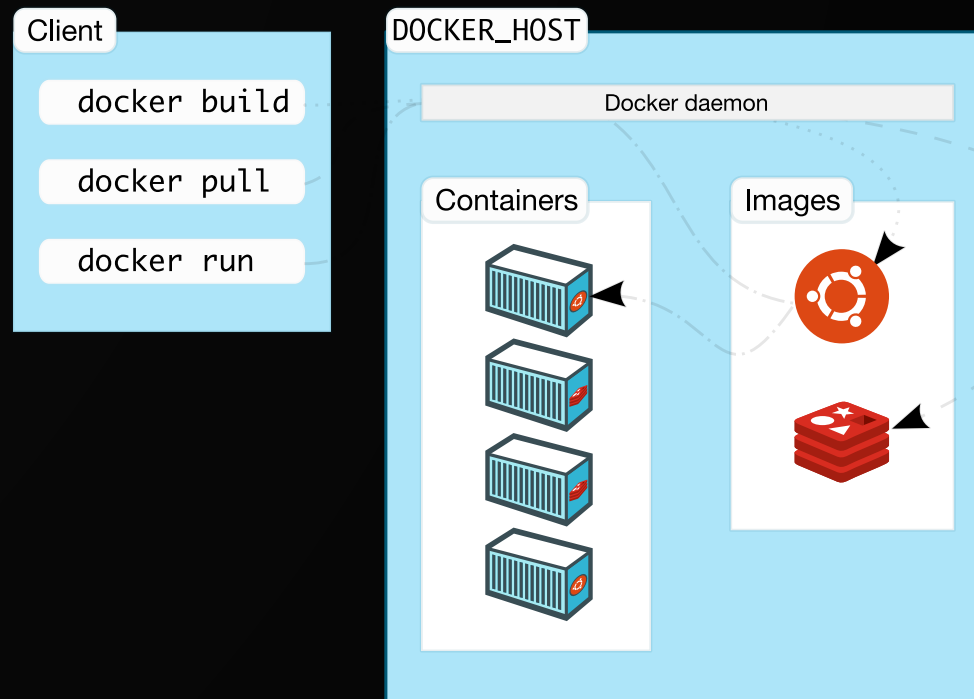 Client
docker build
docker pull
docker run
DOCKER_HOST
Docker daemon
Containers
Images